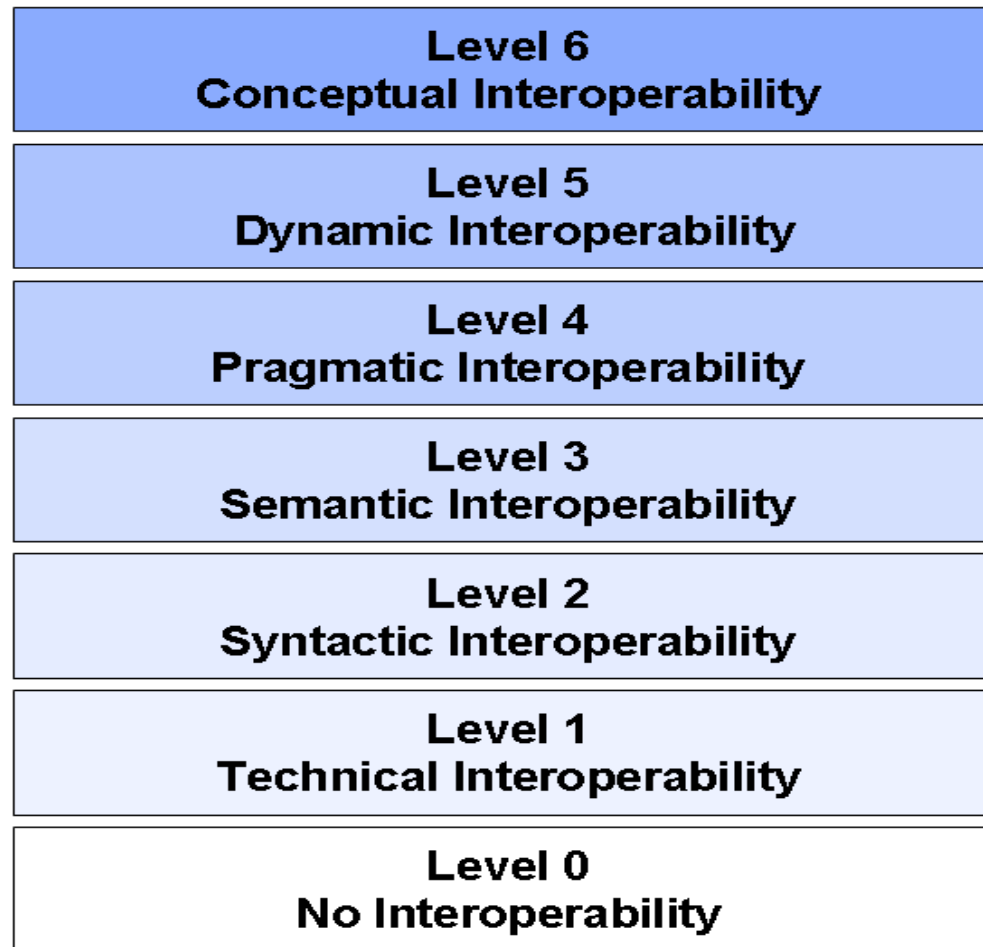 Level 6
Conceptual Interoperability
Level 5
Dynamic Interoperability
Level 4
Pragmatic Interoperability
Level 3
Semantic Interoperability
Level 2
Syntactic Interoperability
Level 1
Technical Interoperability
Level 0
No Interoperability